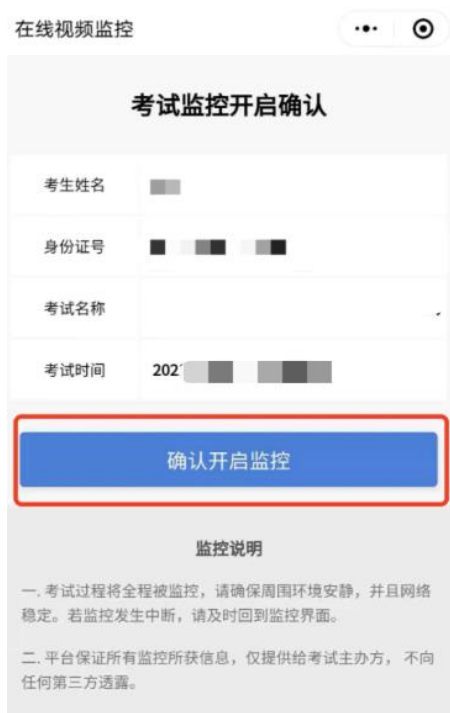 在线视频监控
考试监控开启确认
考生姓名
身份证号
考试名称
考试时间 202
确认开启监控
监控说明
一. 考试过程将全程被监控，请确保周围环境安静，并且网络
稳定。若监控发生中断，请及时回到监控界面。
二. 平台保证所有监控所获信息，仅提供给考试主办方， 不向
任何第三方透露。